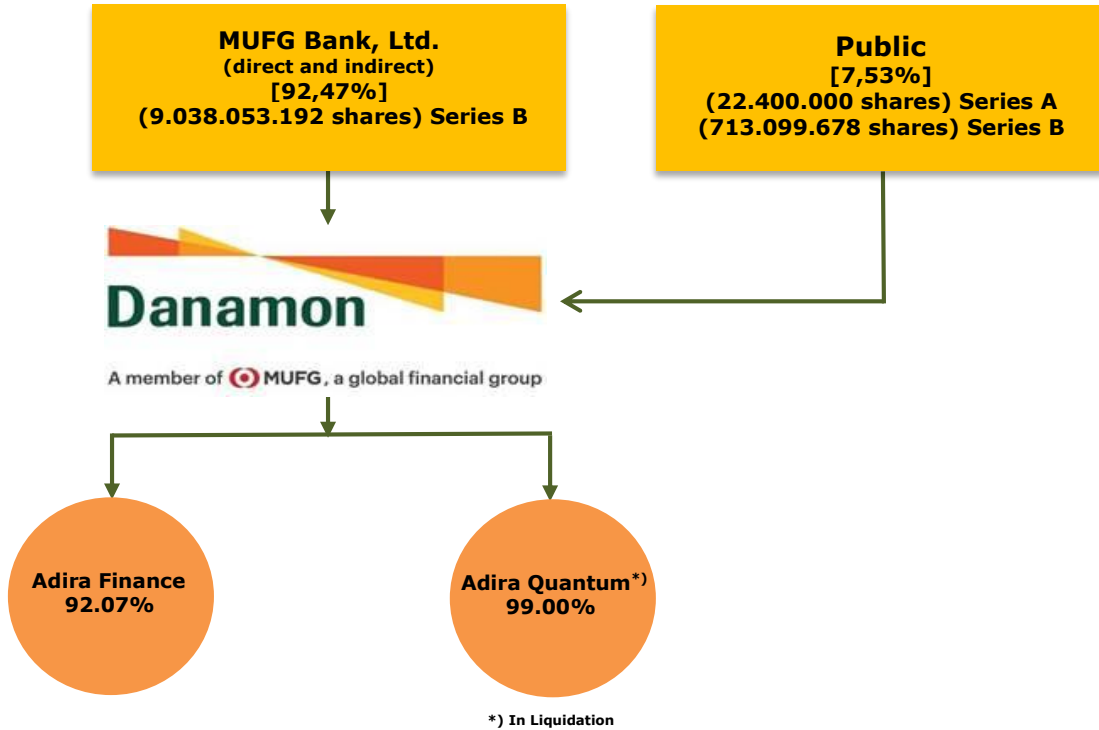 MUFG Bank, Ltd.
(direct and indirect)
[92,47%]
(9.038.053.192 shares) Series B
Public
[7,53%]
(22.400.000 shares) Series A
(713.099.678 shares) Series B
Danamon
A member of MUFG, a global financial group
Adira Finance
92.07%
Adira Quantum*)
99.00%
*) In Liquidation